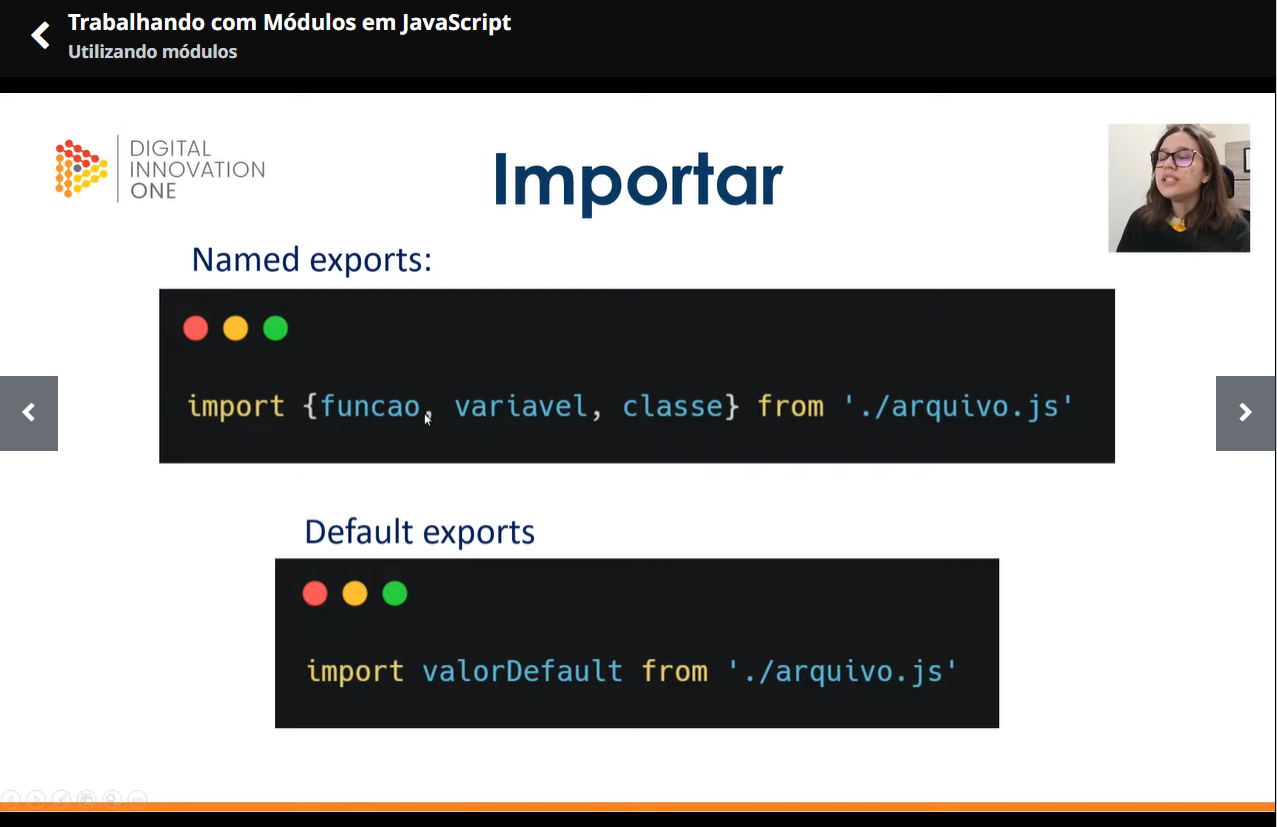 Trabalhando com Módulos em JavaScript
Utilizando módulos
DIGITAL
INNOVATION
ONE
Importar
Named exports:
import {funcao, variavel, classe} from './arquivo.js'
Default exports
import valorDefault from './arquivo.js'